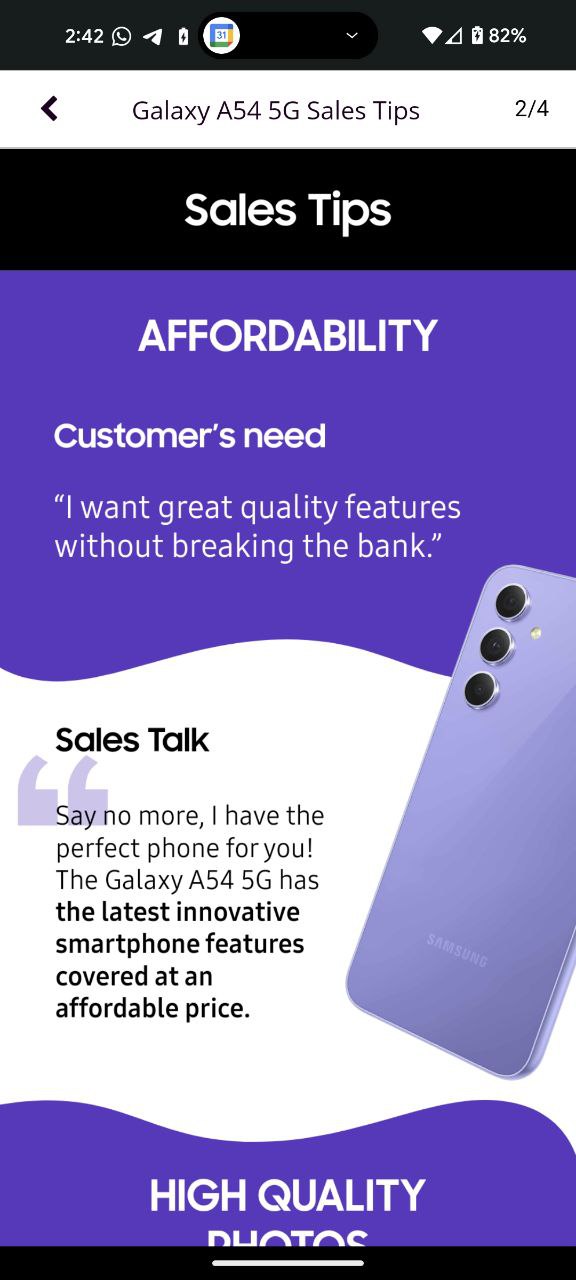 2:42
31
82%
Galaxy A54 5G Sales Tips
2/4
Sales Tips
AFFORDABILITY
Customer’s need
“I want great quality features
without breaking the bank.”
Sales Talk
Say no more, I have the
perfect phone for you!
The Galaxy A54 5G has
the latest innovative
smartphone features
covered at an
affordable price.
SAMSUNG
HIGH QUALITY
PHOTOS